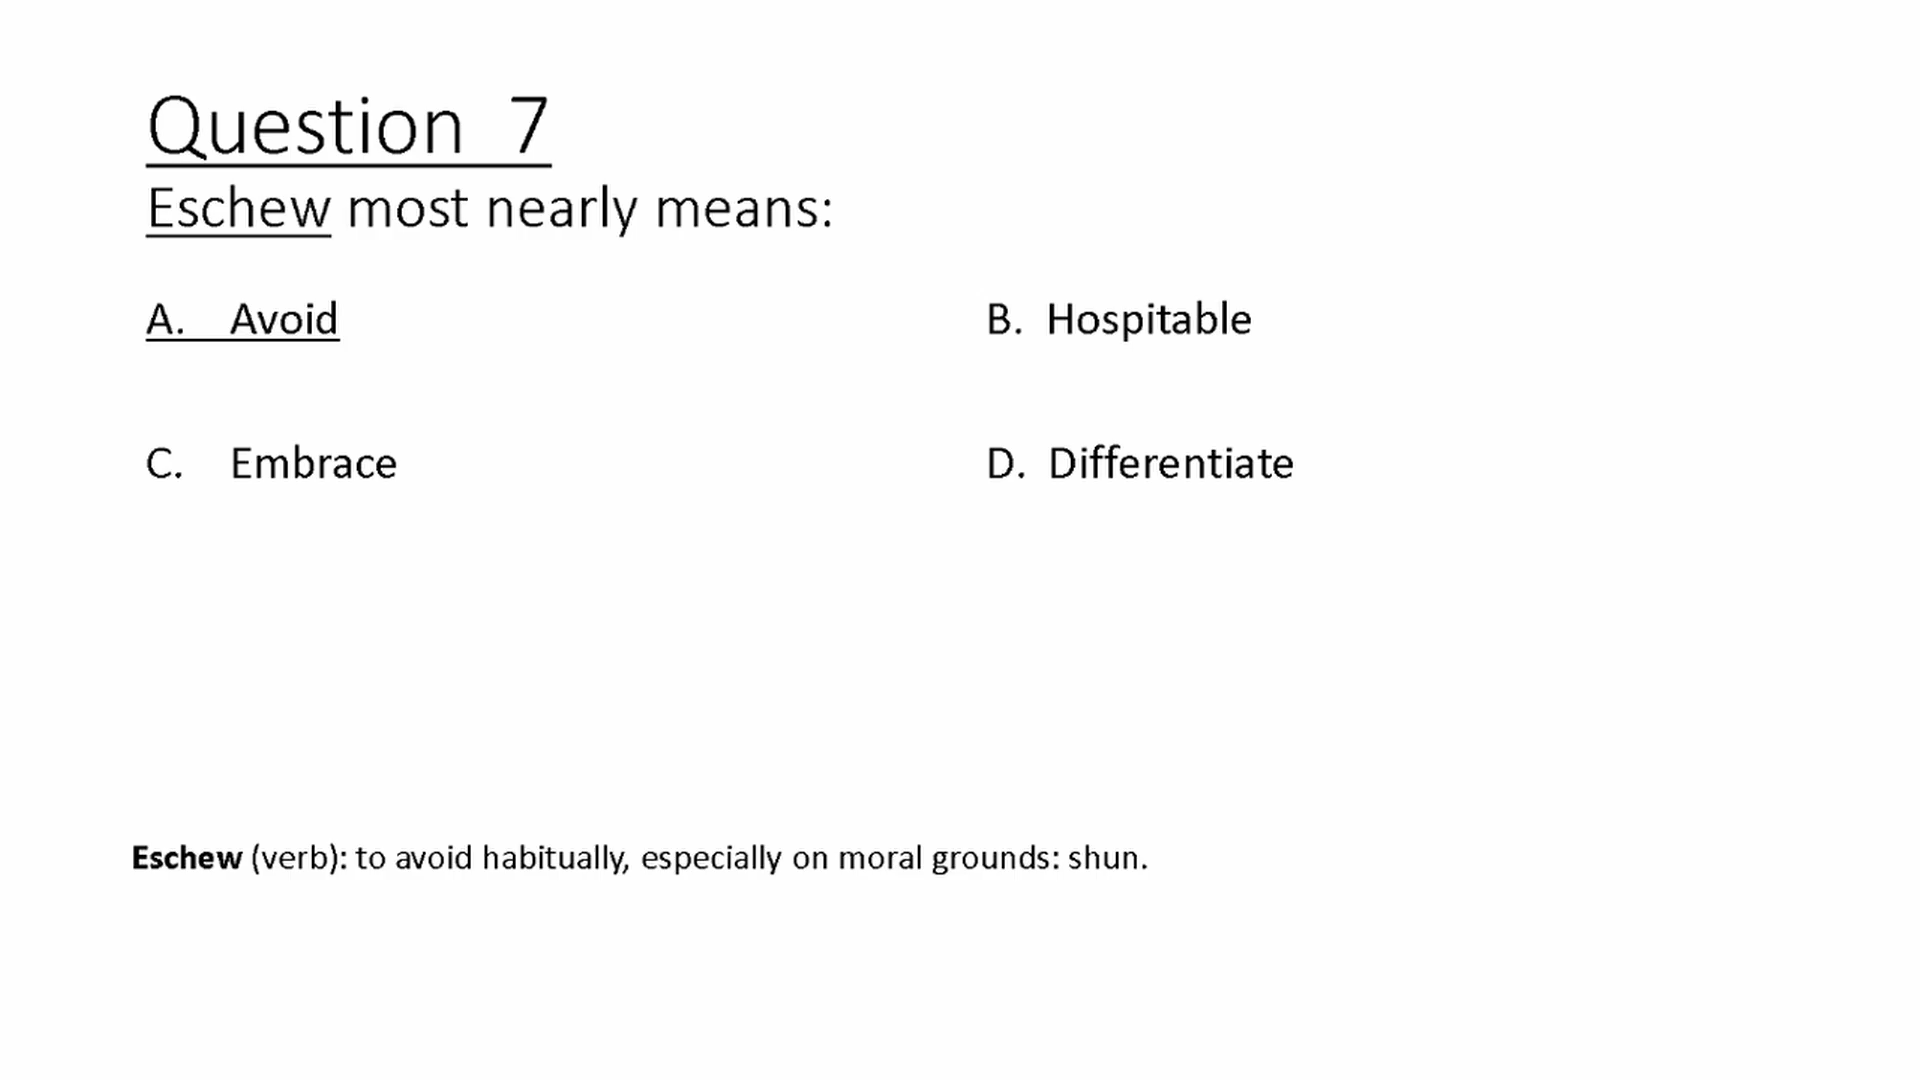 Question 7
Eschew most nearly means:
A. Avoid
B. Hospitable
C. Embrace
D. Differentiate
Eschew (verb): to avoid habitually, especially on moral grounds: shun.